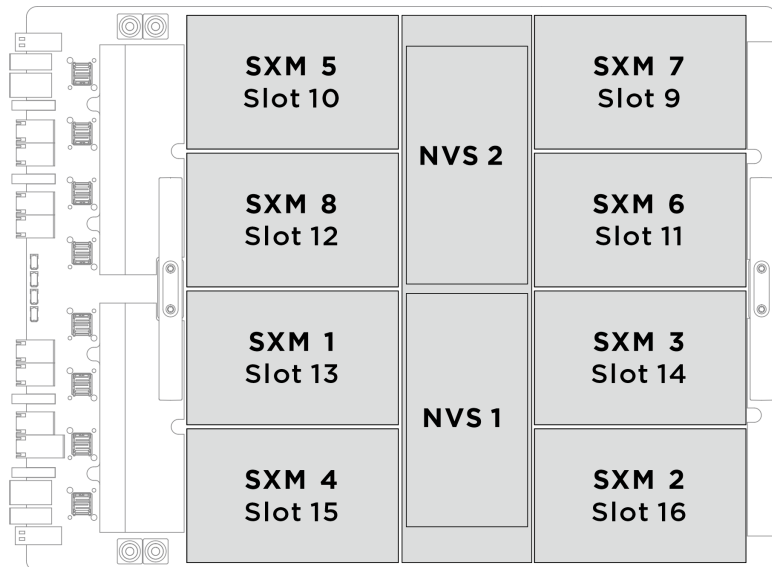 SXM 5
Slot 10
SXM 7
Slot 9
NVS 2
SXM 8
Slot 12
SXM 6
Slot 11
SXM 1
Slot 13
SXM 3
Slot 14
NVS 1
SXM 4
Slot 15
SXM 2
Slot 16